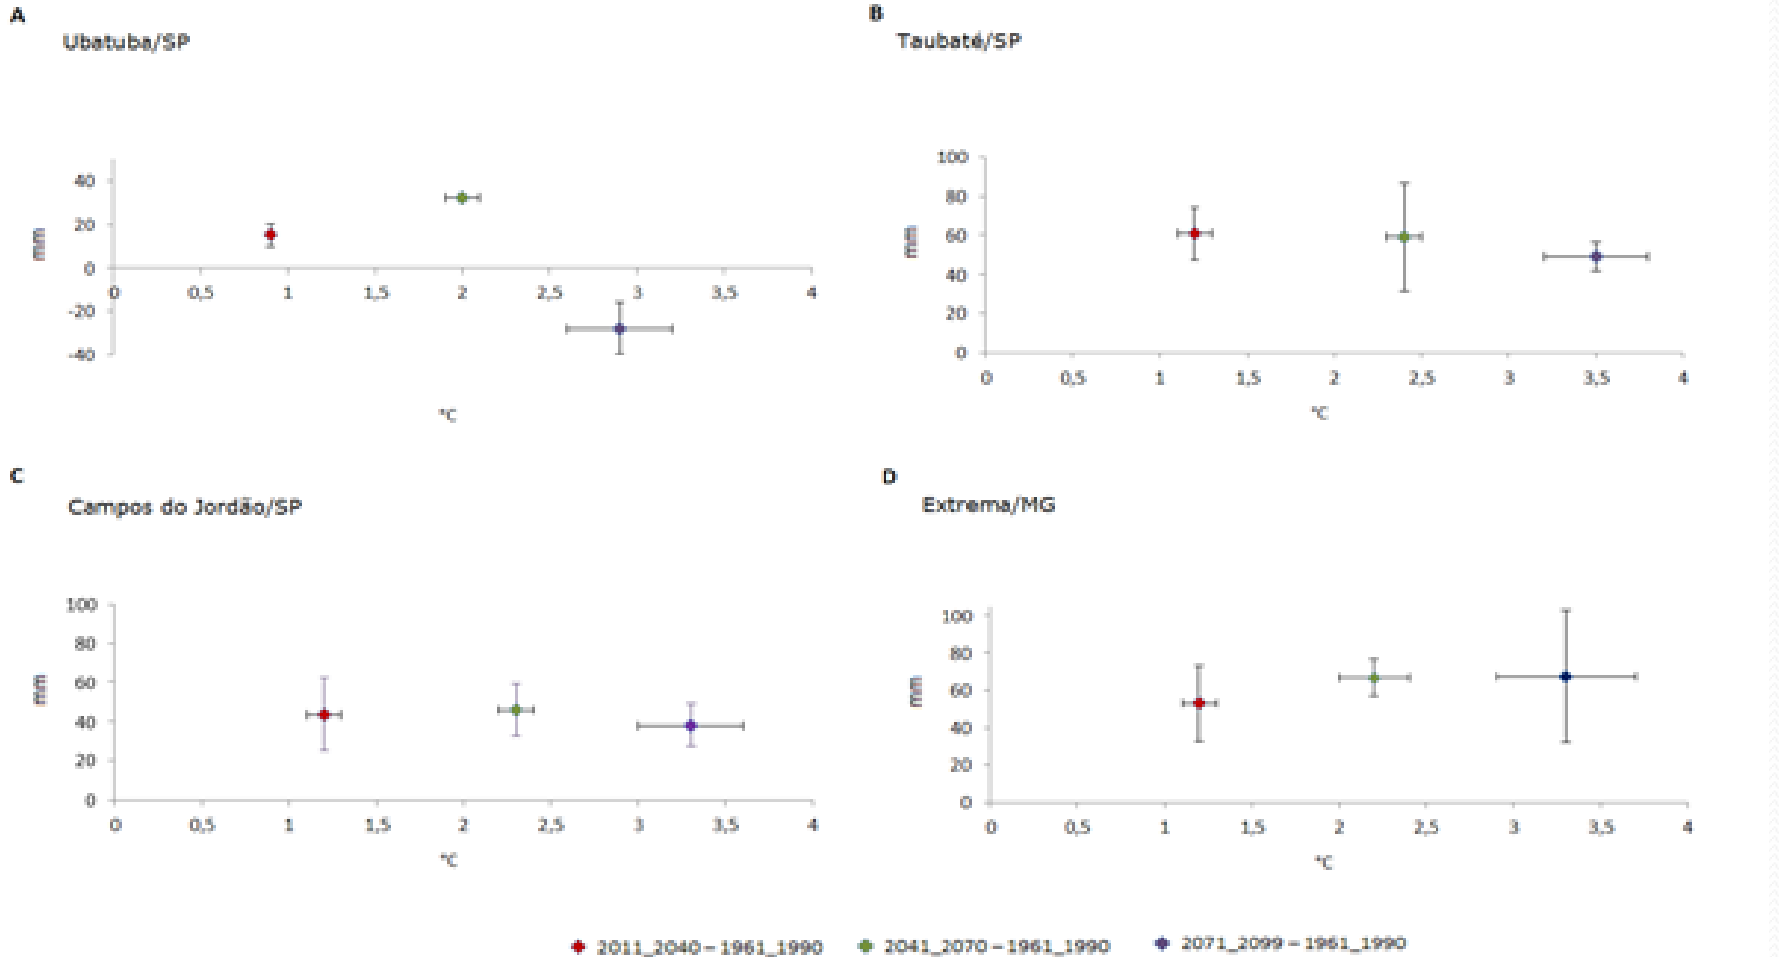 A
Ubatuba/SP
40
20
0
-20
-40
mm
0 0,5 1 1,5 2 2,5 3 3,5 4
°C
B
Taubaté/SP
100
80
60
40
20
0
mm
0 0,5 1 1,5 2 2,5 3 3,5 4
°C
C
Campos do Jordão/SP
100
80
60
40
20
0
mm
0 0,5 1 1,5 2 2,5 3 3,5 4
°C
D
Extrema/MG
100
80
60
40
20
0
mm
0 0,5 1 1,5 2 2,5 3 3,5 4
°C
2011_2040 – 1961_1990 2041_2070 – 1961_1990 2071_2099 – 1961_1990